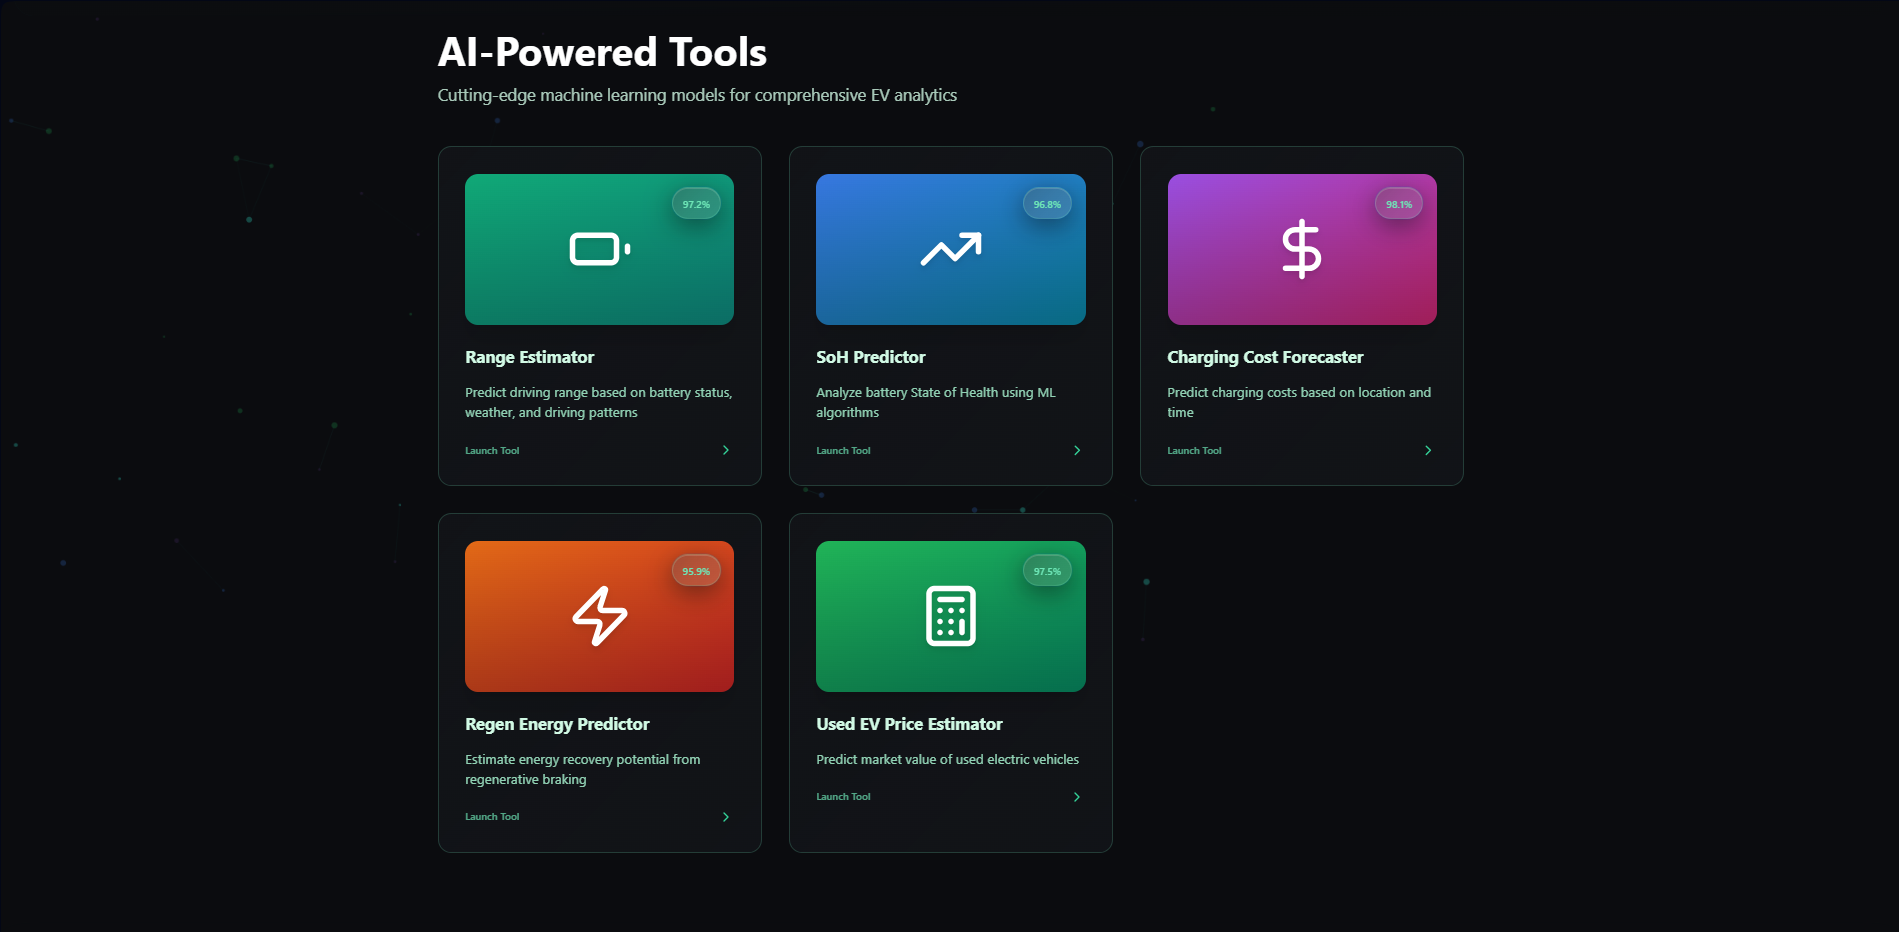 AI-Powered Tools
Cutting-edge machine learning models for comprehensive EV analytics
97.2%
Range Estimator
Predict driving range based on battery status,
weather, and driving patterns
Launch Tool
96.8%
SoH Predictor
Analyze battery State of Health using ML
algorithms
Launch Tool
98.1%
Charging Cost Forecaster
Predict charging costs based on location and
time
Launch Tool
95.9%
Regen Energy Predictor
Estimate energy recovery potential from
regenerative braking
Launch Tool
97.5%
Used EV Price Estimator
Predict market value of used electric vehicles
Launch Tool